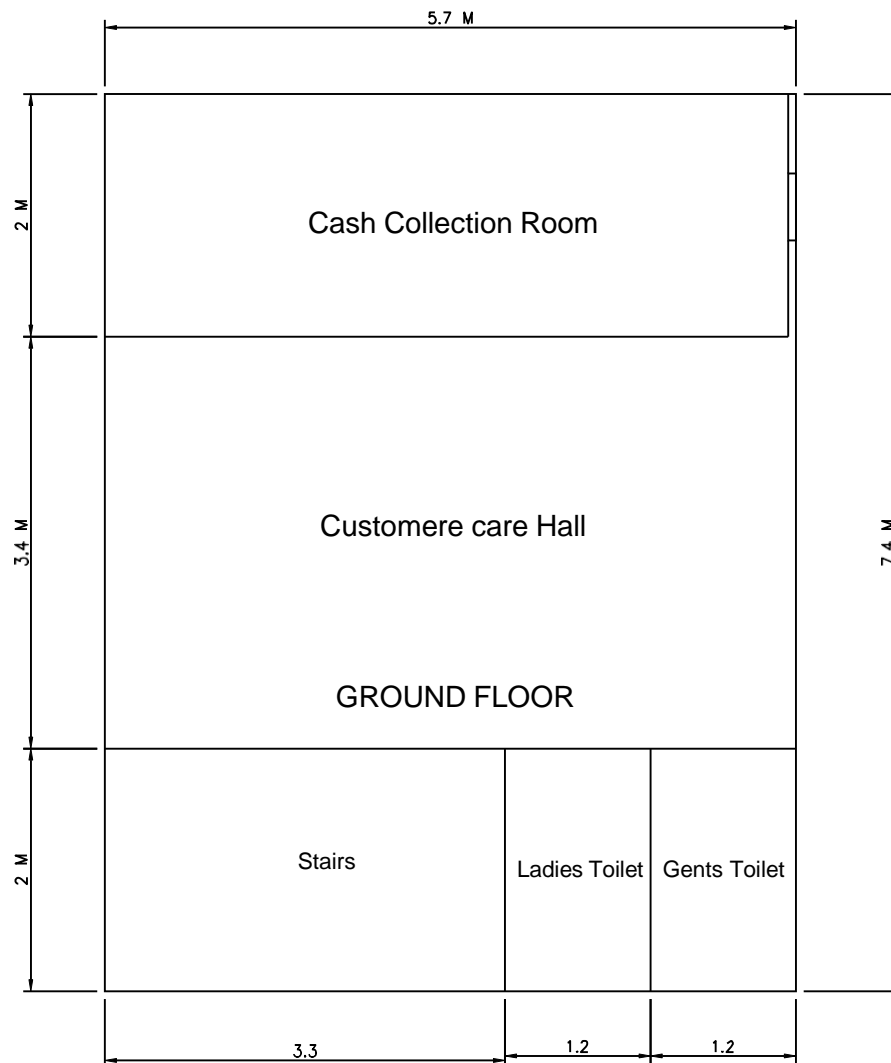 5.7 M
2 M
Cash Collection Room
3.4 M
Customere care Hall
7.4 M
GROUND FLOOR
2 M
Stairs
Ladies Toilet
Gents Toilet
3.3
1.2
1.2